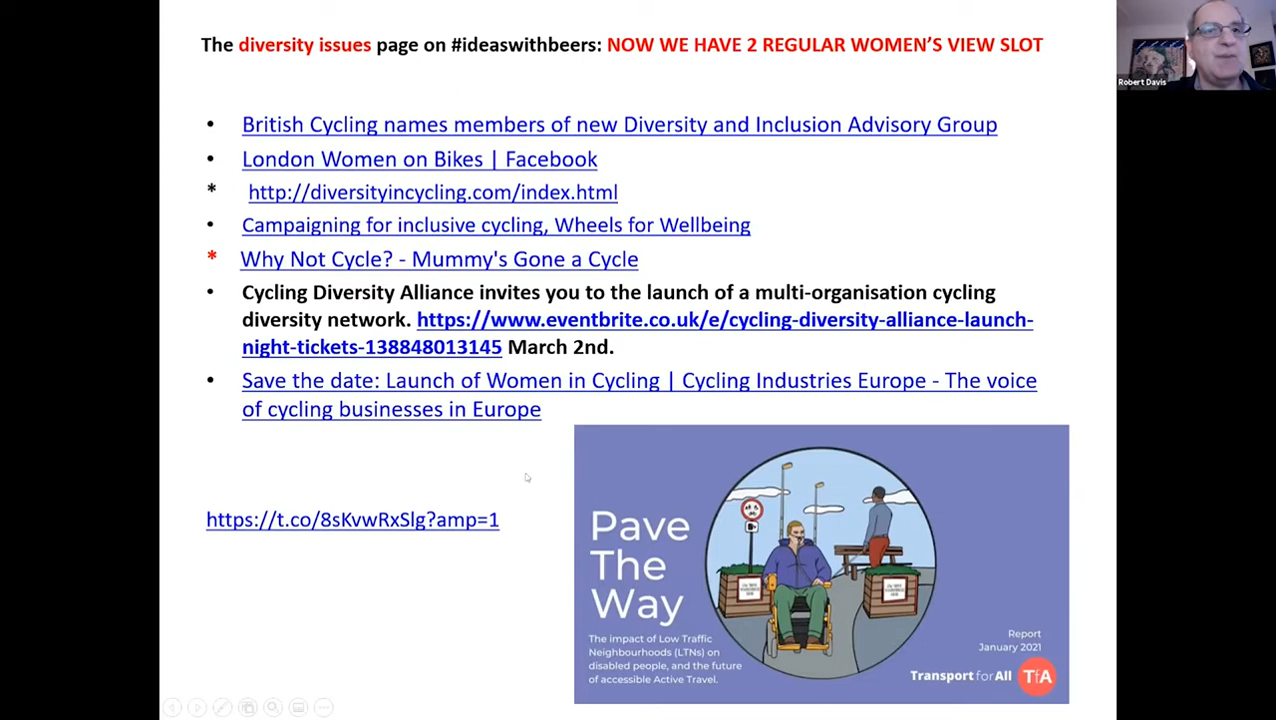 The diversity issues page on #ideaswithbeers: NOW WE HAVE 2 REGULAR WOMEN'S VIEW SLOT
Robert Davis
• British Cycling names members of new Diversity and Inclusion Advisory Group
• London Women on Bikes | Facebook
* http://diversityincycling.com/index.html
• Campaigning for inclusive cycling, Wheels for Wellbeing
* Why Not Cycle? - Mummy's Gone a Cycle
• Cycling Diversity Alliance invites you to the launch of a multi-organisation cycling
diversity network. https://www.eventbrite.co.uk/e/cycling-diversity-alliance-launch-
night-tickets-138848013145 March 2nd.
• Save the date: Launch of Women in Cycling | Cycling Industries Europe - The voice
of cycling businesses in Europe
https://t.co/8sKvwRxSlg?amp=1
Pave
The
Way
The impact of Low Traffic
Neighbourhoods (LTNs) on
disabled people, and the future
of accessible Active Travel.
Report
January 2021
Transport for All
TfA